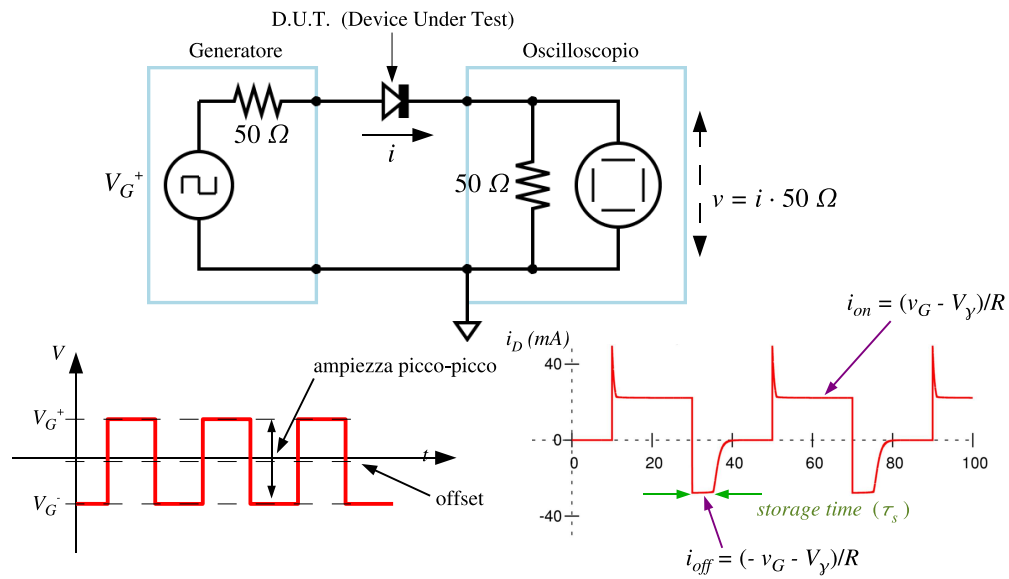 D.U.T. (Device Under Test)
Generatore
Oscilloscopio
50 Ω
i
V_G^+
50 Ω
v = i · 50 Ω
i_on = (v_G - V_γ)/R
V
ampiezza picco-picco
V_G^+
t
V_G^-
offset
i_D (mA)
40
0
-40
0 20 40 60 80 100
storage time (τ_s)
i_off = (- v_G - V_γ)/R